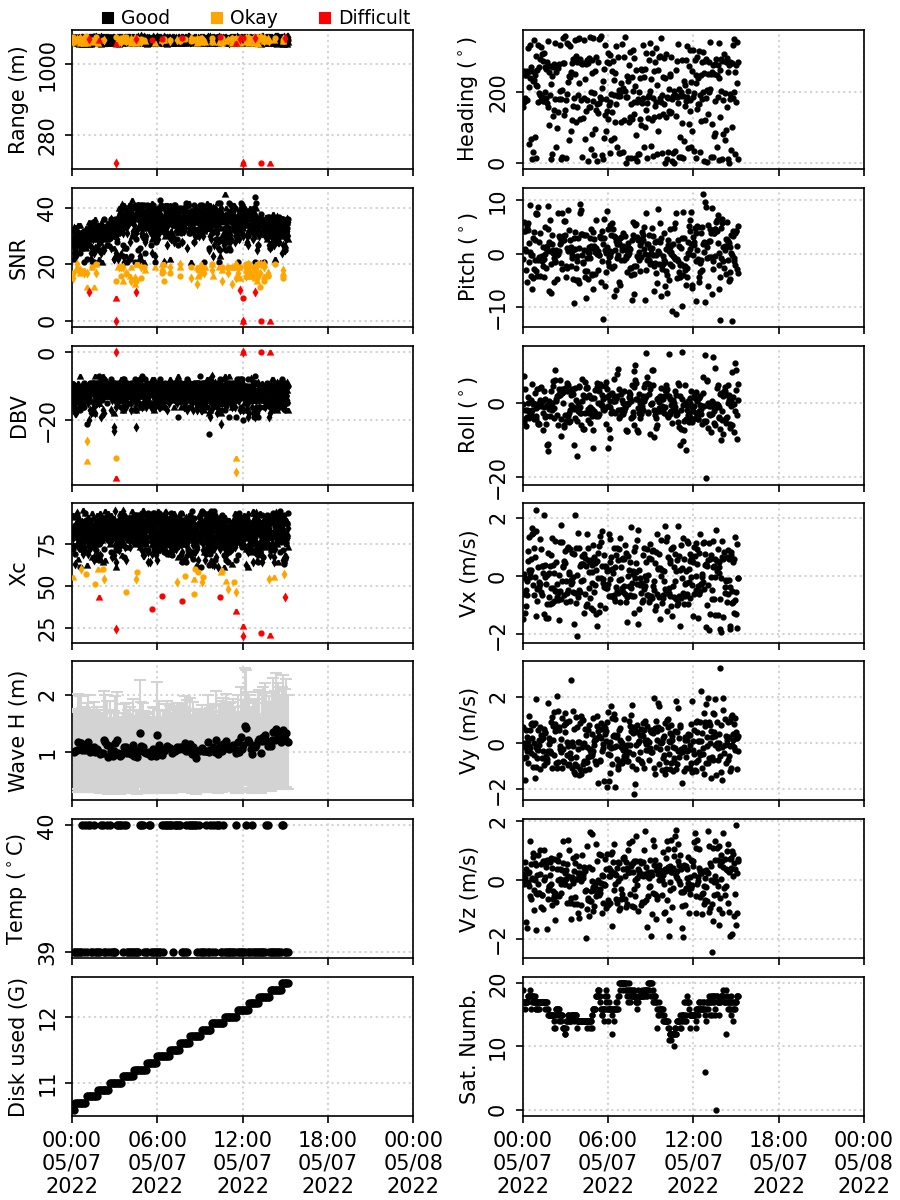 Good Okay Difficult
Range (m)
1000
280
Heading (°)
200
0
SNR
40
20
0
Pitch (°)
10
0
−10
DBV
0
−20
Roll (°)
0
−20
Xc
75
50
25
Vx (m/s)
2
0
−2
Wave H (m)
2
1
Vy (m/s)
2
0
−2
Temp (°C)
40
39
Vz (m/s)
2
0
−2
Disk used (G)
12
11
Sat. Numb.
20
10
0
00:00 06:00 12:00 18:00 00:00
05/07 05/07 05/07 05/07 05/08
2022 2022 2022 2022 2022
00:00 06:00 12:00 18:00 00:00
05/07 05/07 05/07 05/07 05/08
2022 2022 2022 2022 2022